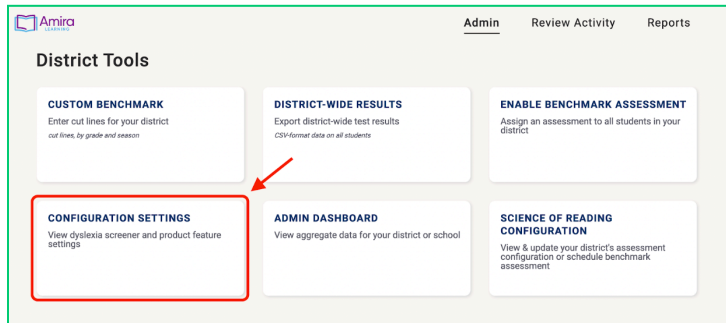 Amira
LEARNING
Admin Review Activity Reports
District Tools
CUSTOM BENCHMARK
Enter cut lines for your district
cut lines, by grade and season
DISTRICT-WIDE RESULTS
Export district-wide test results
CSV-format data on all students
ENABLE BENCHMARK ASSESSMENT
Assign an assessment to all students in your
district
CONFIGURATION SETTINGS
View dyslexia screener and product feature
settings
ADMIN DASHBOARD
View aggregate data for your district or school
SCIENCE OF READING
CONFIGURATION
View & update your district's assessment
configuration or schedule benchmark
assessment